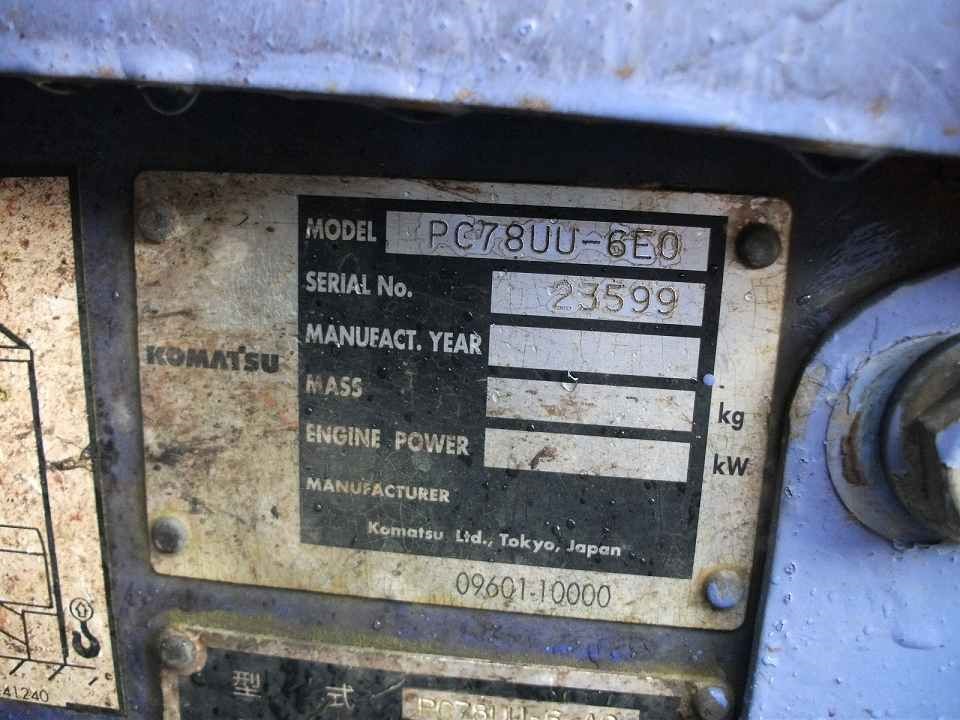 MODEL PC78UU-6E0
SERIAL No. 23599
MANUFACT. YEAR
KOMATSU
MASS kg
ENGINE POWER kW
MANUFACTURER
Komatsu Ltd., Tokyo, Japan
09601-10000
41240
型式